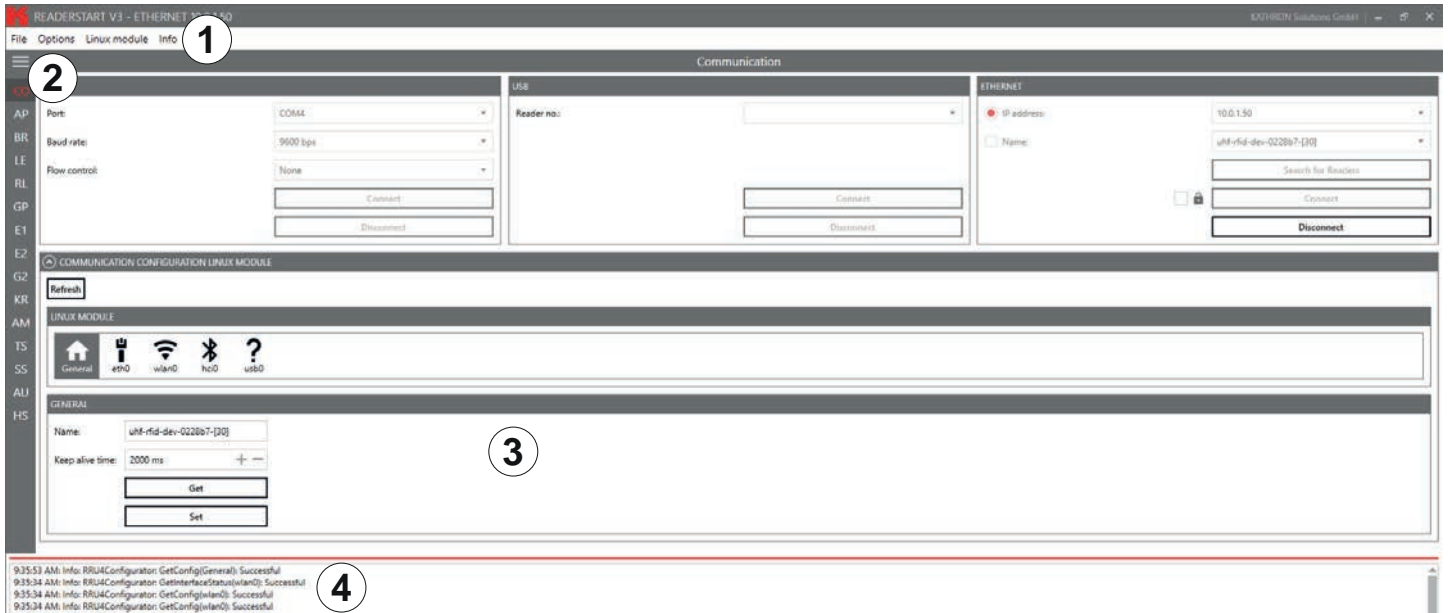 READERSTART V3 - ETHERNET 10.0.1.50
KATHREIN Solutions GmbH
File Options Linux module Info
1
2
Communication
CO
AP
BR
LE
RL
GP
E1
E2
G2
KR
AM
TS
SS
AU
HS
Port: COM4
Baud rate: 9600 bps
Flow control: None
Connect
Disconnect
USB
Reader no.:
Connect
Disconnect
ETHERNET
IP address: 10.0.1.50
Name: uhf-rfid-dev-0228b7-[30]
Search for Readers
Connect
Disconnect
COMMUNICATION CONFIGURATION LINUX MODULE
Refresh
LINUX MODULE
General eth0 wlan0 hci0 usb0
GENERAL
Name: uhf-rfid-dev-0228b7-[30]
Keep alive time: 2000 ms
Get
Set
3
9:35:53 AM: Info: RRU4Configurator: GetConfig(General): Successful
9:35:34 AM: Info: RRU4Configurator: GetInterfaceStatus(wlan0): Successful
9:35:34 AM: Info: RRU4Configurator: GetConfig(wlan0): Successful
9:35:34 AM: Info: RRU4Configurator: GetConfig(wlan0): Successful
4